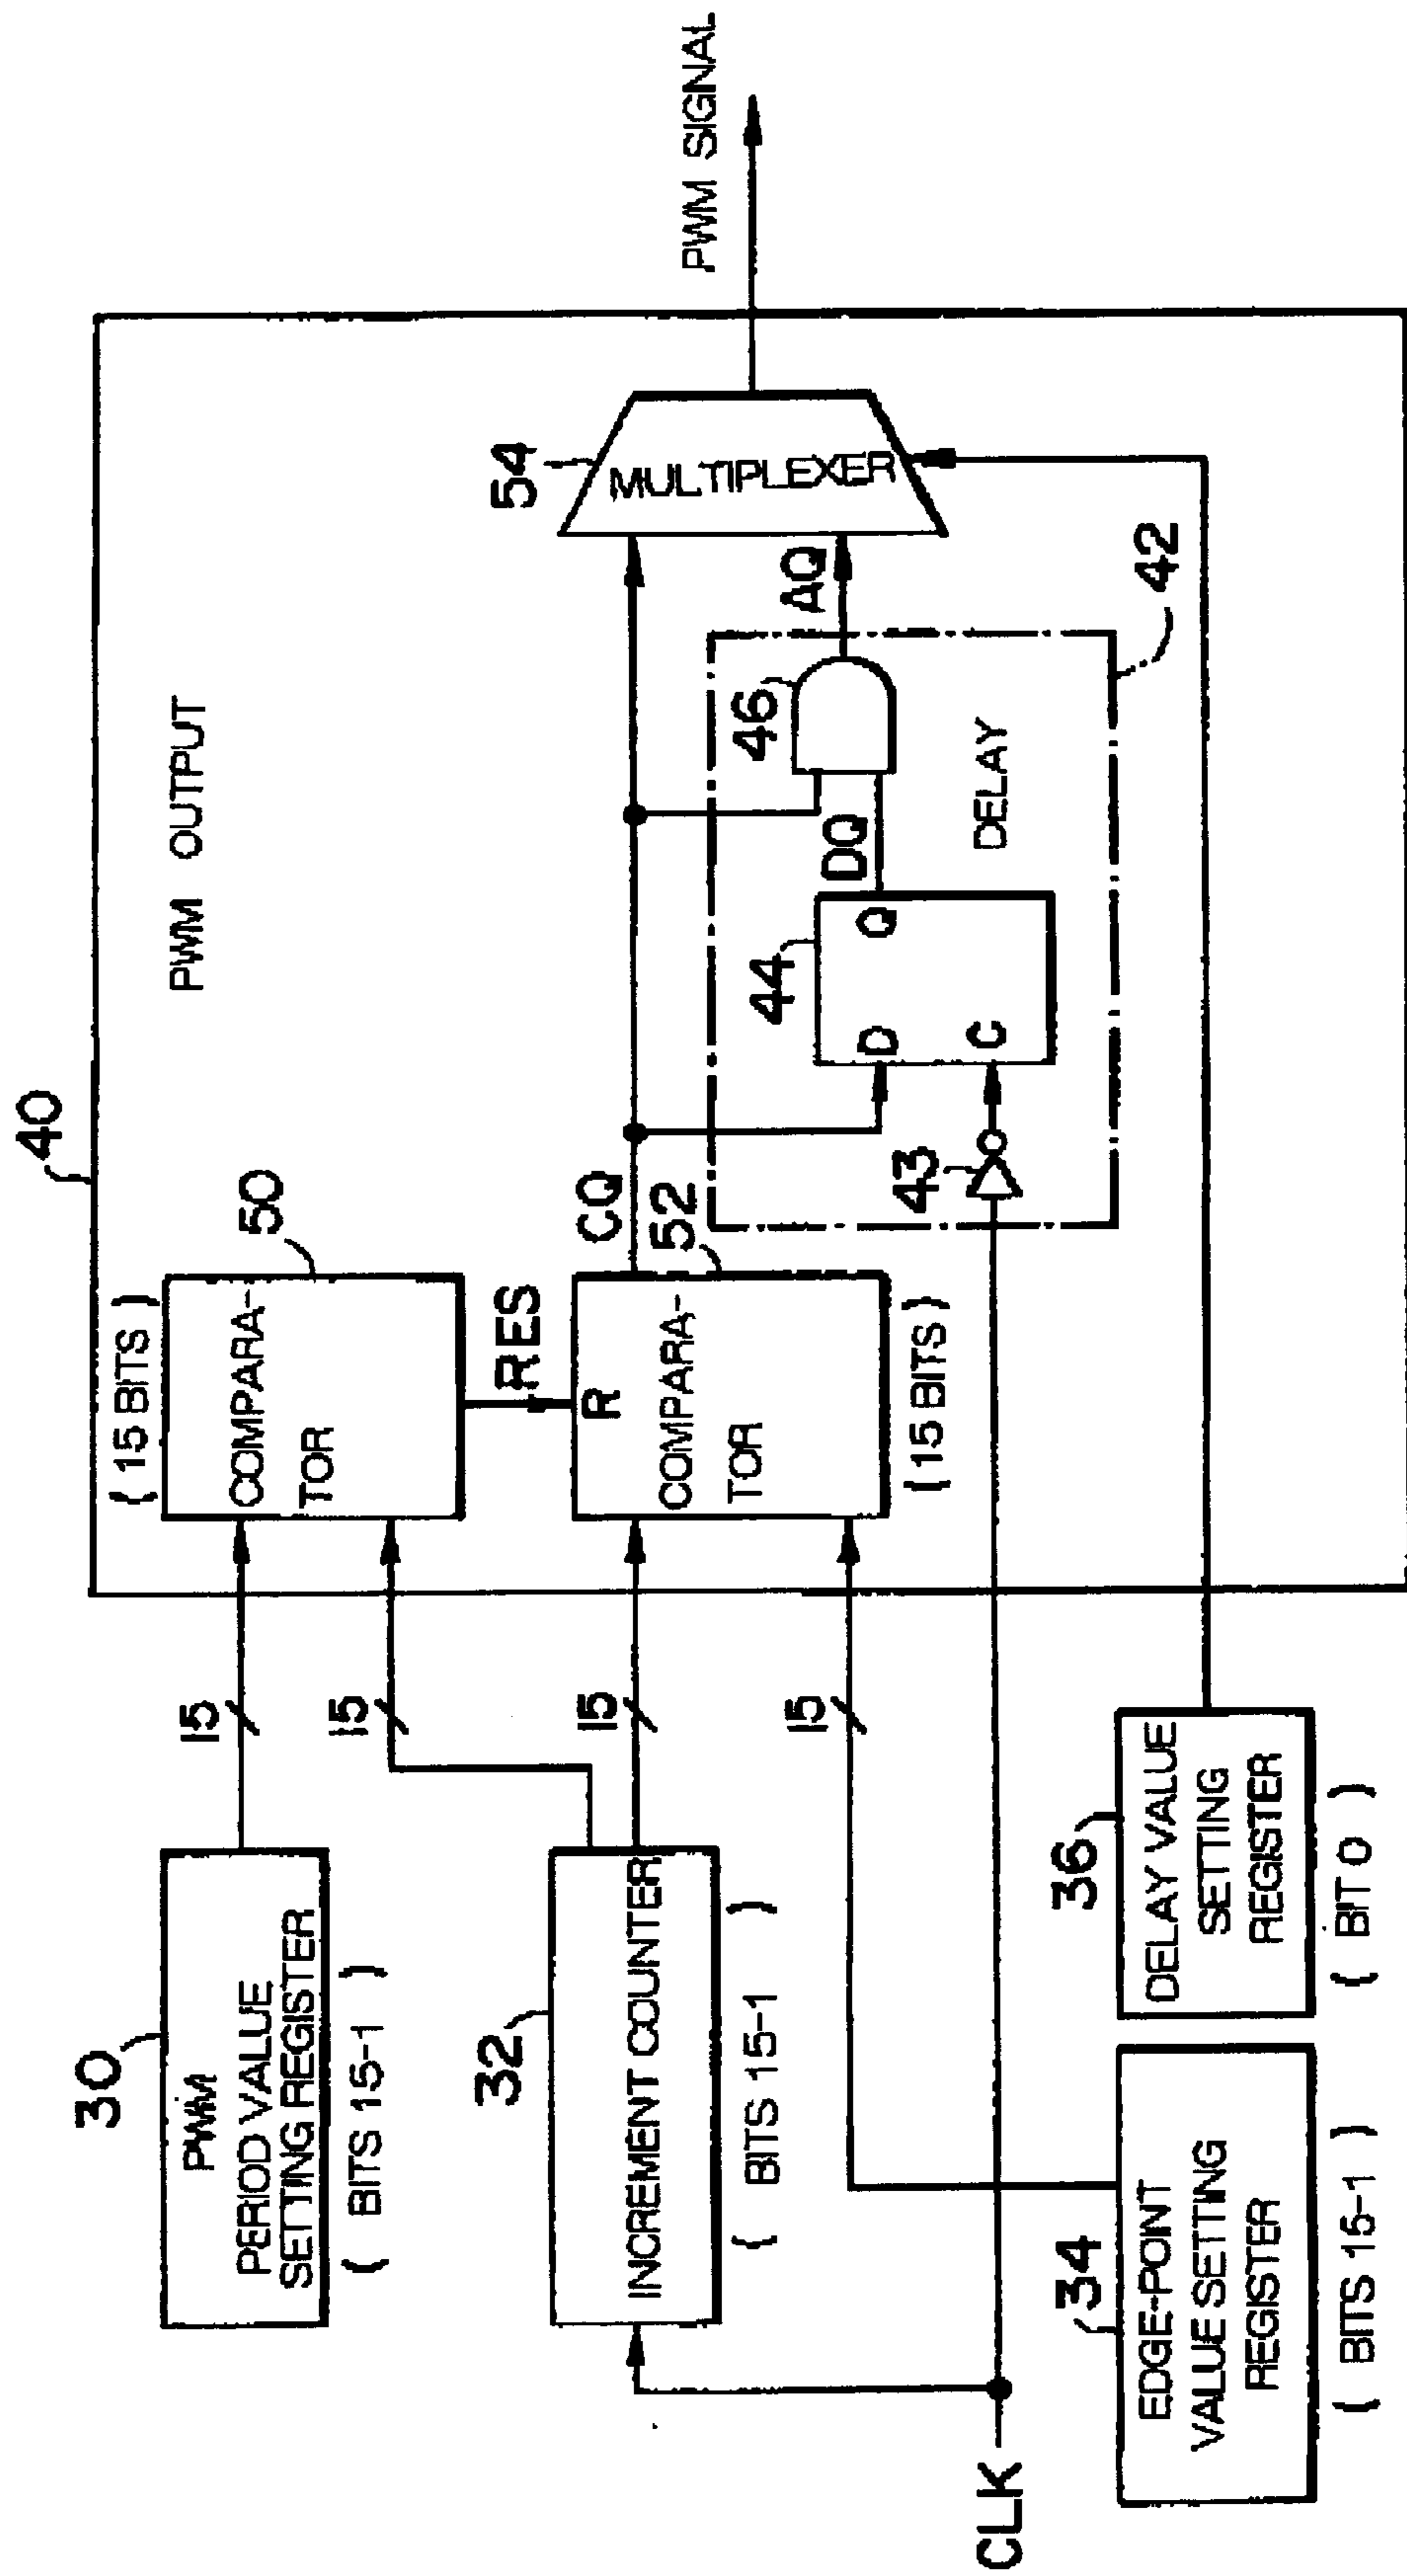 40
PWM OUTPUT
PWM SIGNAL
30
PWM
PERIOD VALUE
SETTING REGISTER
( BITS 15-1 )
15
15
( 15 BITS )
50
COMPARA-
TOR
RES
32
INCREMENT COUNTER
( BITS 15-1 )
15
15
R
COMPARA-
TOR
( 15 BITS )
CQ
52
54
MULTIPLEXER
AQ
46
DQ
44
D
Q
C
43
DELAY
42
CLK
34
EDGE-POINT
VALUE SETTING
REGISTER
( BITS 15-1 )
36
DELAY VALUE
SETTING
REGISTER
( BIT 0 )